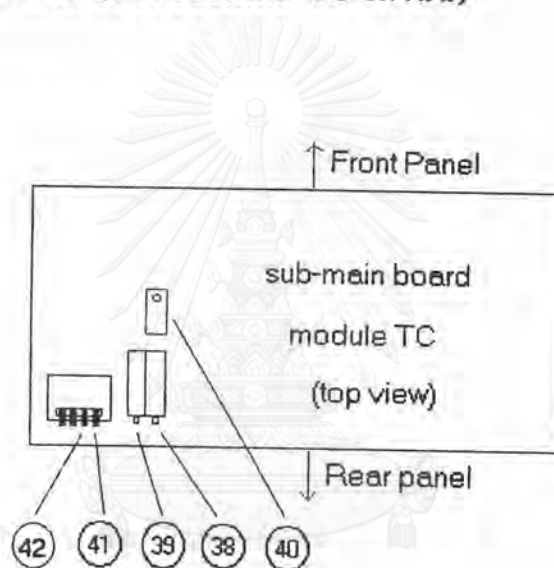 Front Panel
sub-main board
module TC
(top view)
Rear panel
42 41 39 38 40